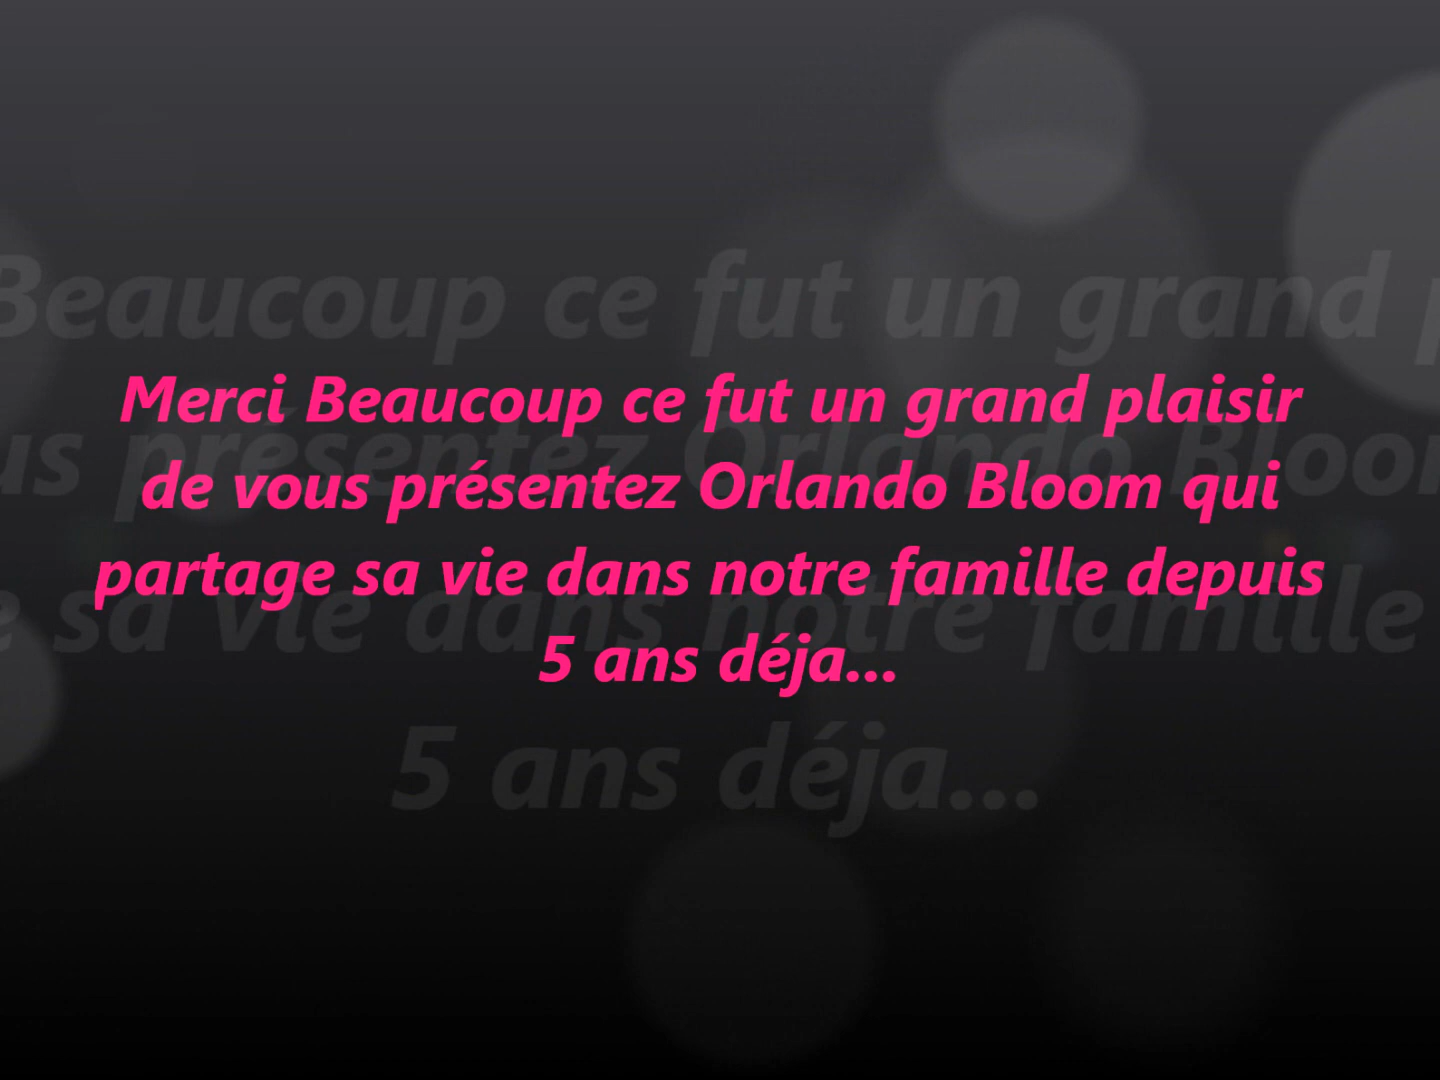 Merci Beaucoup ce fut un grand plaisir
de vous présentez Orlando Bloom qui
partage sa vie dans notre famille depuis
5 ans déja...